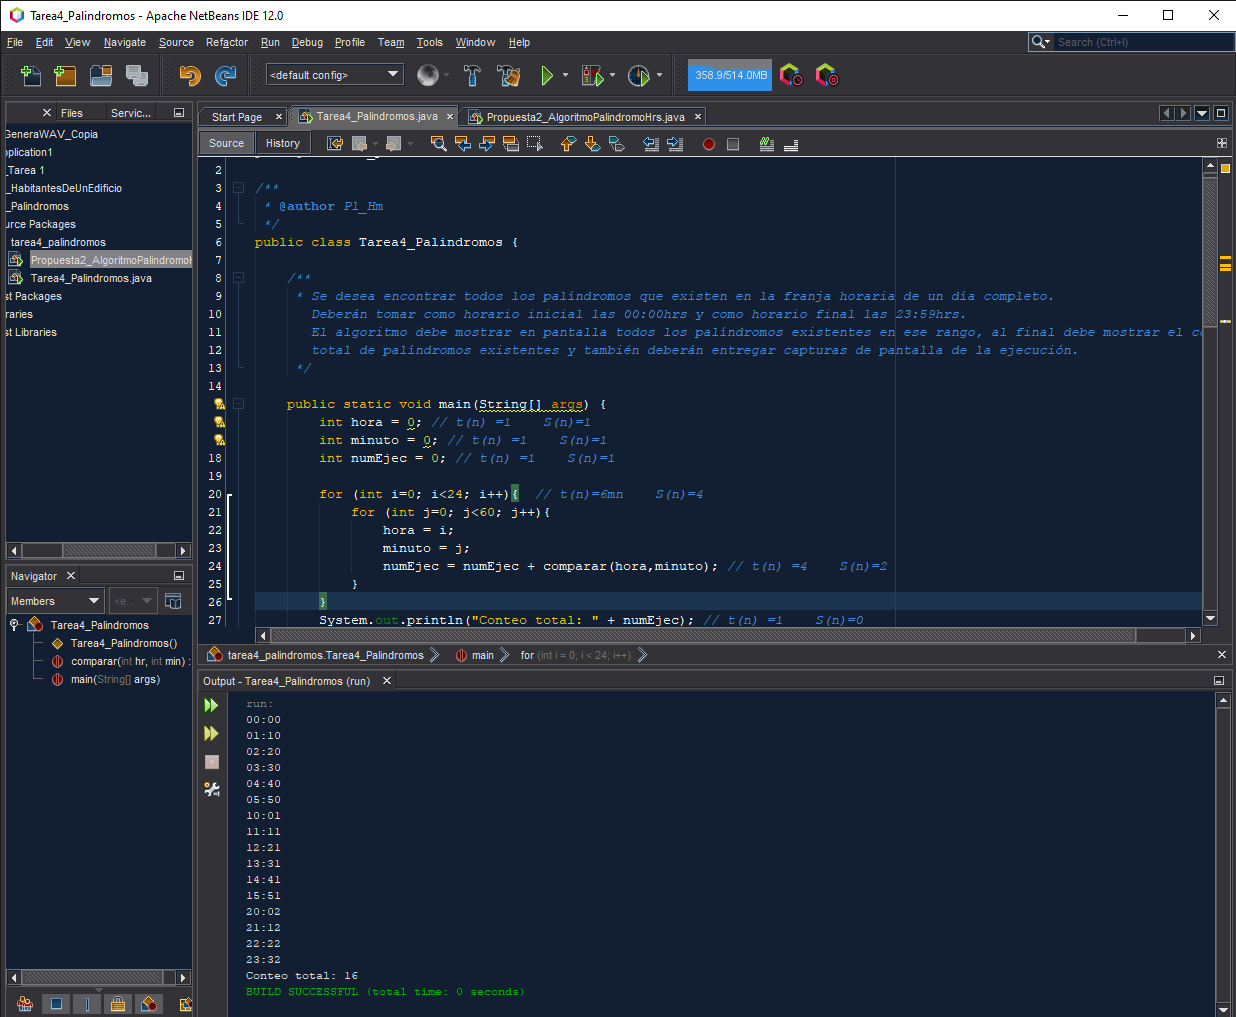 Tarea4_Palindromos - Apache NetBeans IDE 12.0
File Edit View Navigate Source Refactor Run Debug Profile Team Tools Window Help
Search (Ctrl+I)
<default config>
358.9/514.0MB
Files Servic...
GeneraWAV_Copia
pplication1
_Tarea 1
_HabitantesDeUnEdificio
_Palindromos
urce Packages
tarea4_palindromos
Propuesta2_AlgoritmoPalindromoH
Tarea4_Palindromos.java
st Packages
raries
st Libraries
Start Page Tarea4_Palindromos.java Propuesta2_AlgoritmoPalindromoHrs.java
Source History
2
3 /**
4 * @author Pl_Hm
5 */
6 public class Tarea4_Palindromos {
7
8 /**
9 * Se desea encontrar todos los palíndromos que existen en la franja horaria de un día completo.
10 Deberán tomar como horario inicial las 00:00hrs y como horario final las 23:59hrs.
11 El algoritmo debe mostrar en pantalla todos los palíndromos existentes en ese rango, al final debe mostrar el co
12 total de palíndromos existentes y también deberán entregar capturas de pantalla de la ejecución.
13 */
14
public static void main(String[] args) {
int hora = 0; // t(n) =1 S(n)=1
int minuto = 0; // t(n) =1 S(n)=1
18 int numEjec = 0; // t(n) =1 S(n)=1
19
20 for (int i=0; i<24; i++){ // t(n)=6mn S(n)=4
21 for (int j=0; j<60; j++){
22 hora = i;
23 minuto = j;
24 numEjec = numEjec + comparar(hora,minuto); // t(n) =4 S(n)=2
25 }
26 }
27 System.out.println("Conteo total: " + numEjec); // t(n) =1 S(n)=0
tarea4_palindromos.Tarea4_Palindromos main for (int i = 0; i < 24; i++)
Navigator
Members <e...
Tarea4_Palindromos
Tarea4_Palindromos()
comparar(int hr, int min) :
main(String[] args)
Output - Tarea4_Palindromos (run)
run:
00:00
01:10
02:20
03:30
04:40
05:50
10:01
11:11
12:21
13:31
14:41
15:51
20:02
21:12
22:22
23:32
Conteo total: 16
BUILD SUCCESSFUL (total time: 0 seconds)